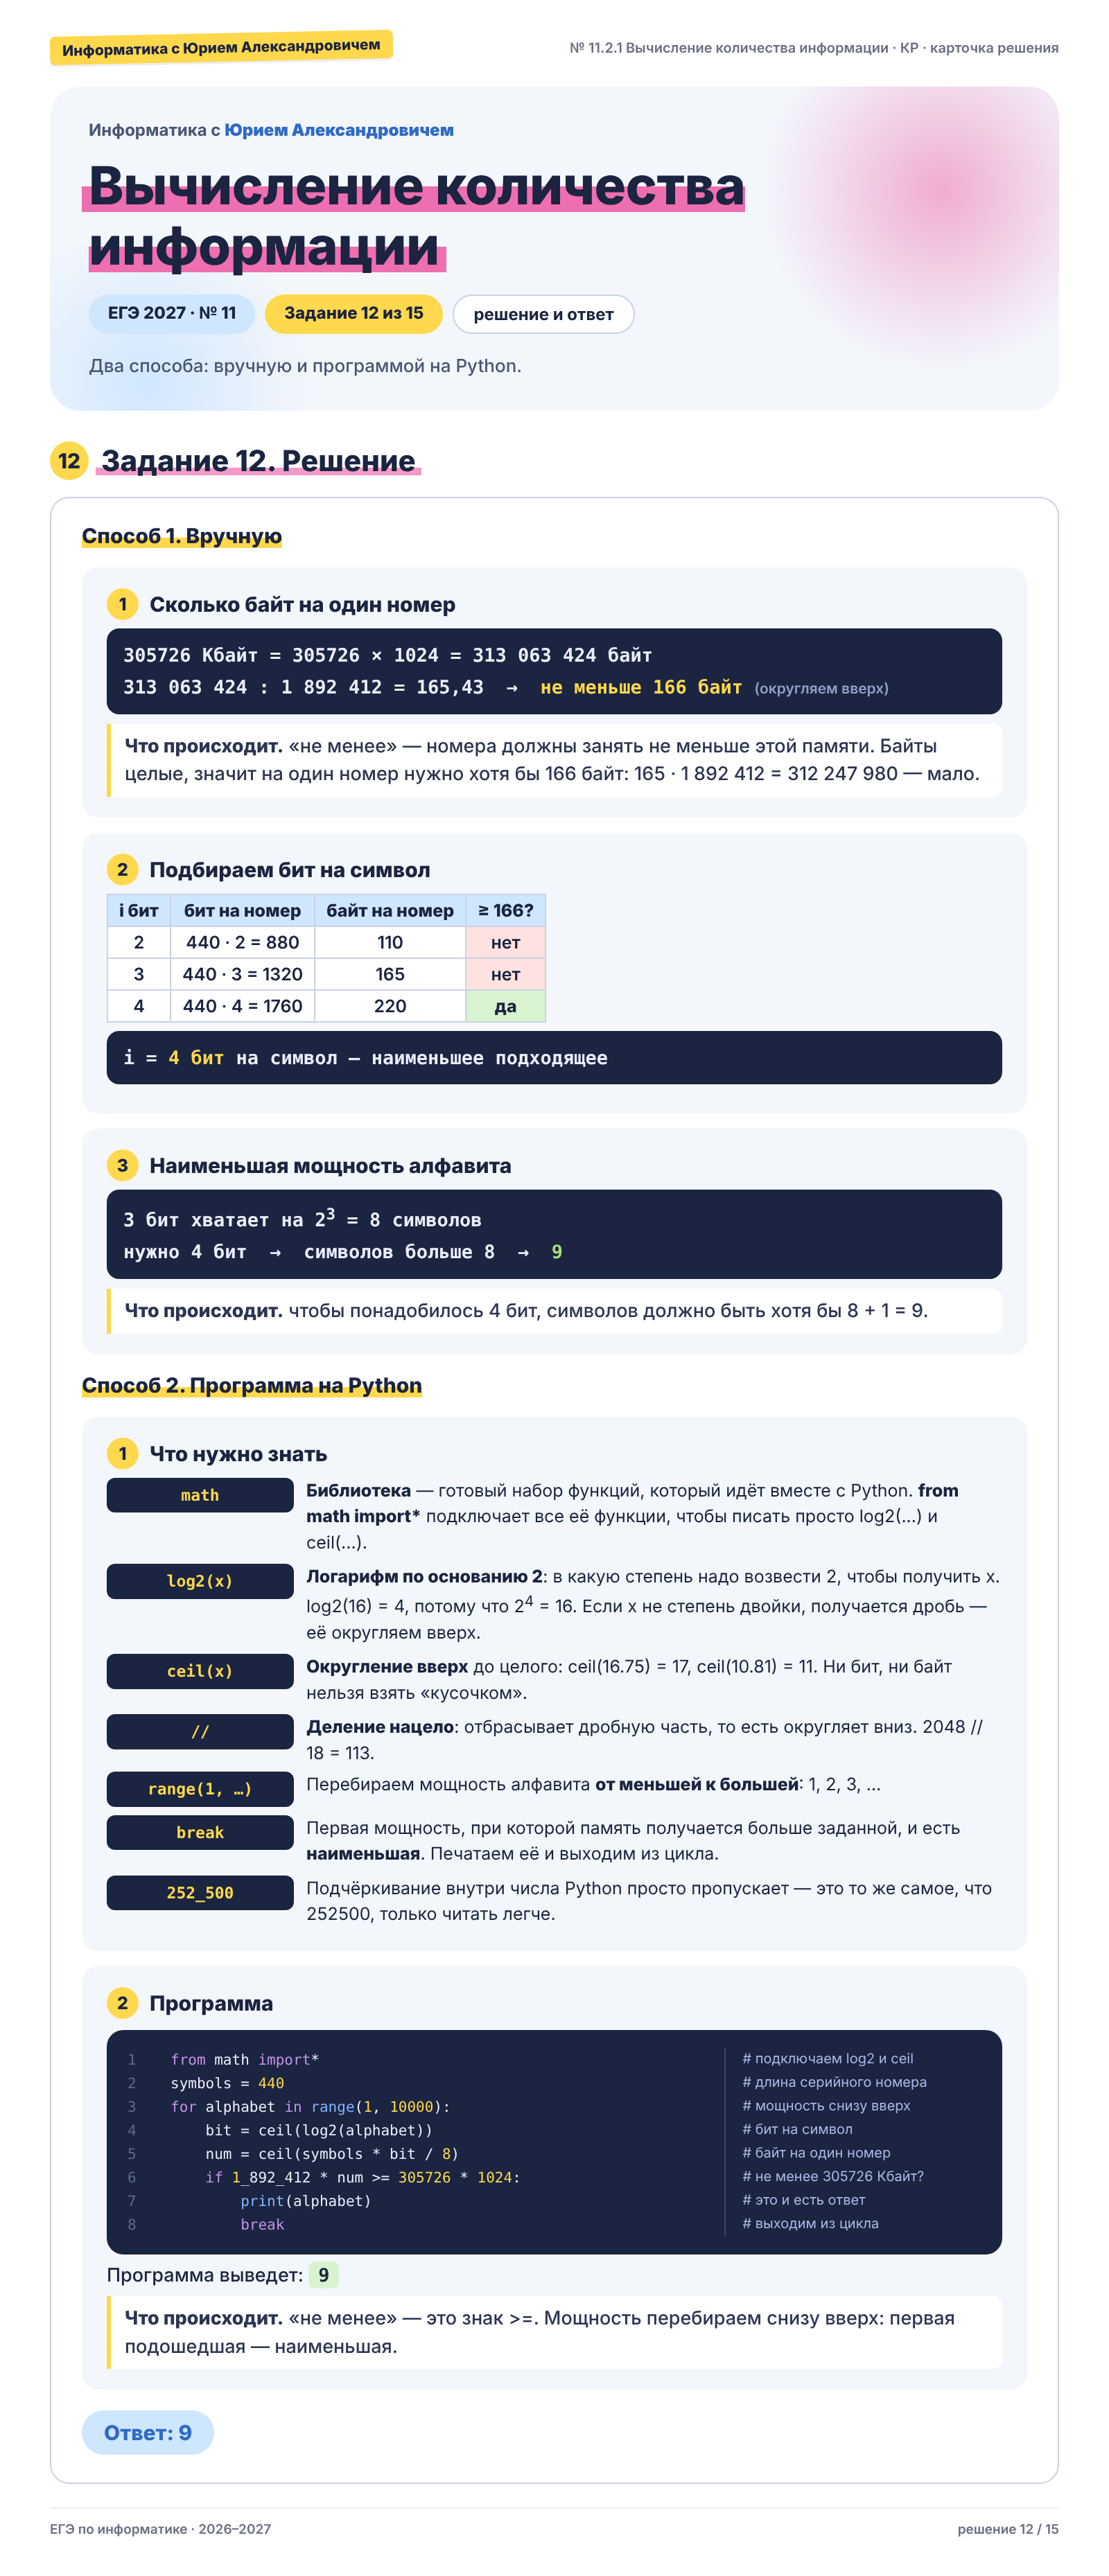 Информатика с Юрием Александровичем
№ 11.2.1 Вычисление количества информации · КР · карточка решения
Информатика с Юрием Александровичем
Вычисление количества
информации
ЕГЭ 2027 · № 11
Задание 12 из 15
решение и ответ
Два способа: вручную и программой на Python.
12 Задание 12. Решение
Способ 1. Вручную
1 Сколько байт на один номер
305726 Кбайт = 305726 × 1024 = 313 063 424 байт
313 063 424 : 1 892 412 = 165,43 → не меньше 166 байт (округляем вверх)
Что происходит. «не менее» — номера должны занять не меньше этой памяти. Байты
целые, значит на один номер нужно хотя бы 166 байт: 165 · 1 892 412 = 312 247 980 — мало.
2 Подбираем бит на символ
i бит бит на номер байт на номер ≥ 166?
2 440 · 2 = 880 110 нет
3 440 · 3 = 1320 165 нет
4 440 · 4 = 1760 220 да
i = 4 бит на символ — наименьшее подходящее
3 Наименьшая мощность алфавита
3 бит хватает на 2³ = 8 символов
нужно 4 бит → символов больше 8 → 9
Что происходит. чтобы понадобилось 4 бит, символов должно быть хотя бы 8 + 1 = 9.
Способ 2. Программа на Python
1 Что нужно знать
math
Библиотека — готовый набор функций, который идёт вместе с Python. from
math import* подключает все её функции, чтобы писать просто log2(…) и
ceil(…).
log2(x)
Логарифм по основанию 2: в какую степень надо возвести 2, чтобы получить x.
log2(16) = 4, потому что 2⁴ = 16. Если x не степень двойки, получается дробь —
её округляем вверх.
ceil(x)
Округление вверх до целого: ceil(16.75) = 17, ceil(10.81) = 11. Ни бит, ни байт
нельзя взять «кусочком».
//
Деление нацело: отбрасывает дробную часть, то есть округляет вниз. 2048 //
18 = 113.
range(1, …)
Перебираем мощность алфавита от меньшей к большей: 1, 2, 3, …
break
Первая мощность, при которой память получается больше заданной, и есть
наименьшая. Печатаем её и выходим из цикла.
252_500
Подчёркивание внутри числа Python просто пропускает — это то же самое, что
252500, только читать легче.
2 Программа
1 from math import* # подключаем log2 и ceil
2 symbols = 440 # длина серийного номера
3 for alphabet in range(1, 10000): # мощность снизу вверх
4 bit = ceil(log2(alphabet)) # бит на символ
5 num = ceil(symbols * bit / 8) # байт на один номер
6 if 1_892_412 * num >= 305726 * 1024: # не менее 305726 Кбайт?
7 print(alphabet) # это и есть ответ
8 break # выходим из цикла
Программа выведет: 9
Что происходит. «не менее» — это знак >=. Мощность перебираем снизу вверх: первая
подошедшая — наименьшая.
Ответ: 9
ЕГЭ по информатике · 2026–2027
решение 12 / 15